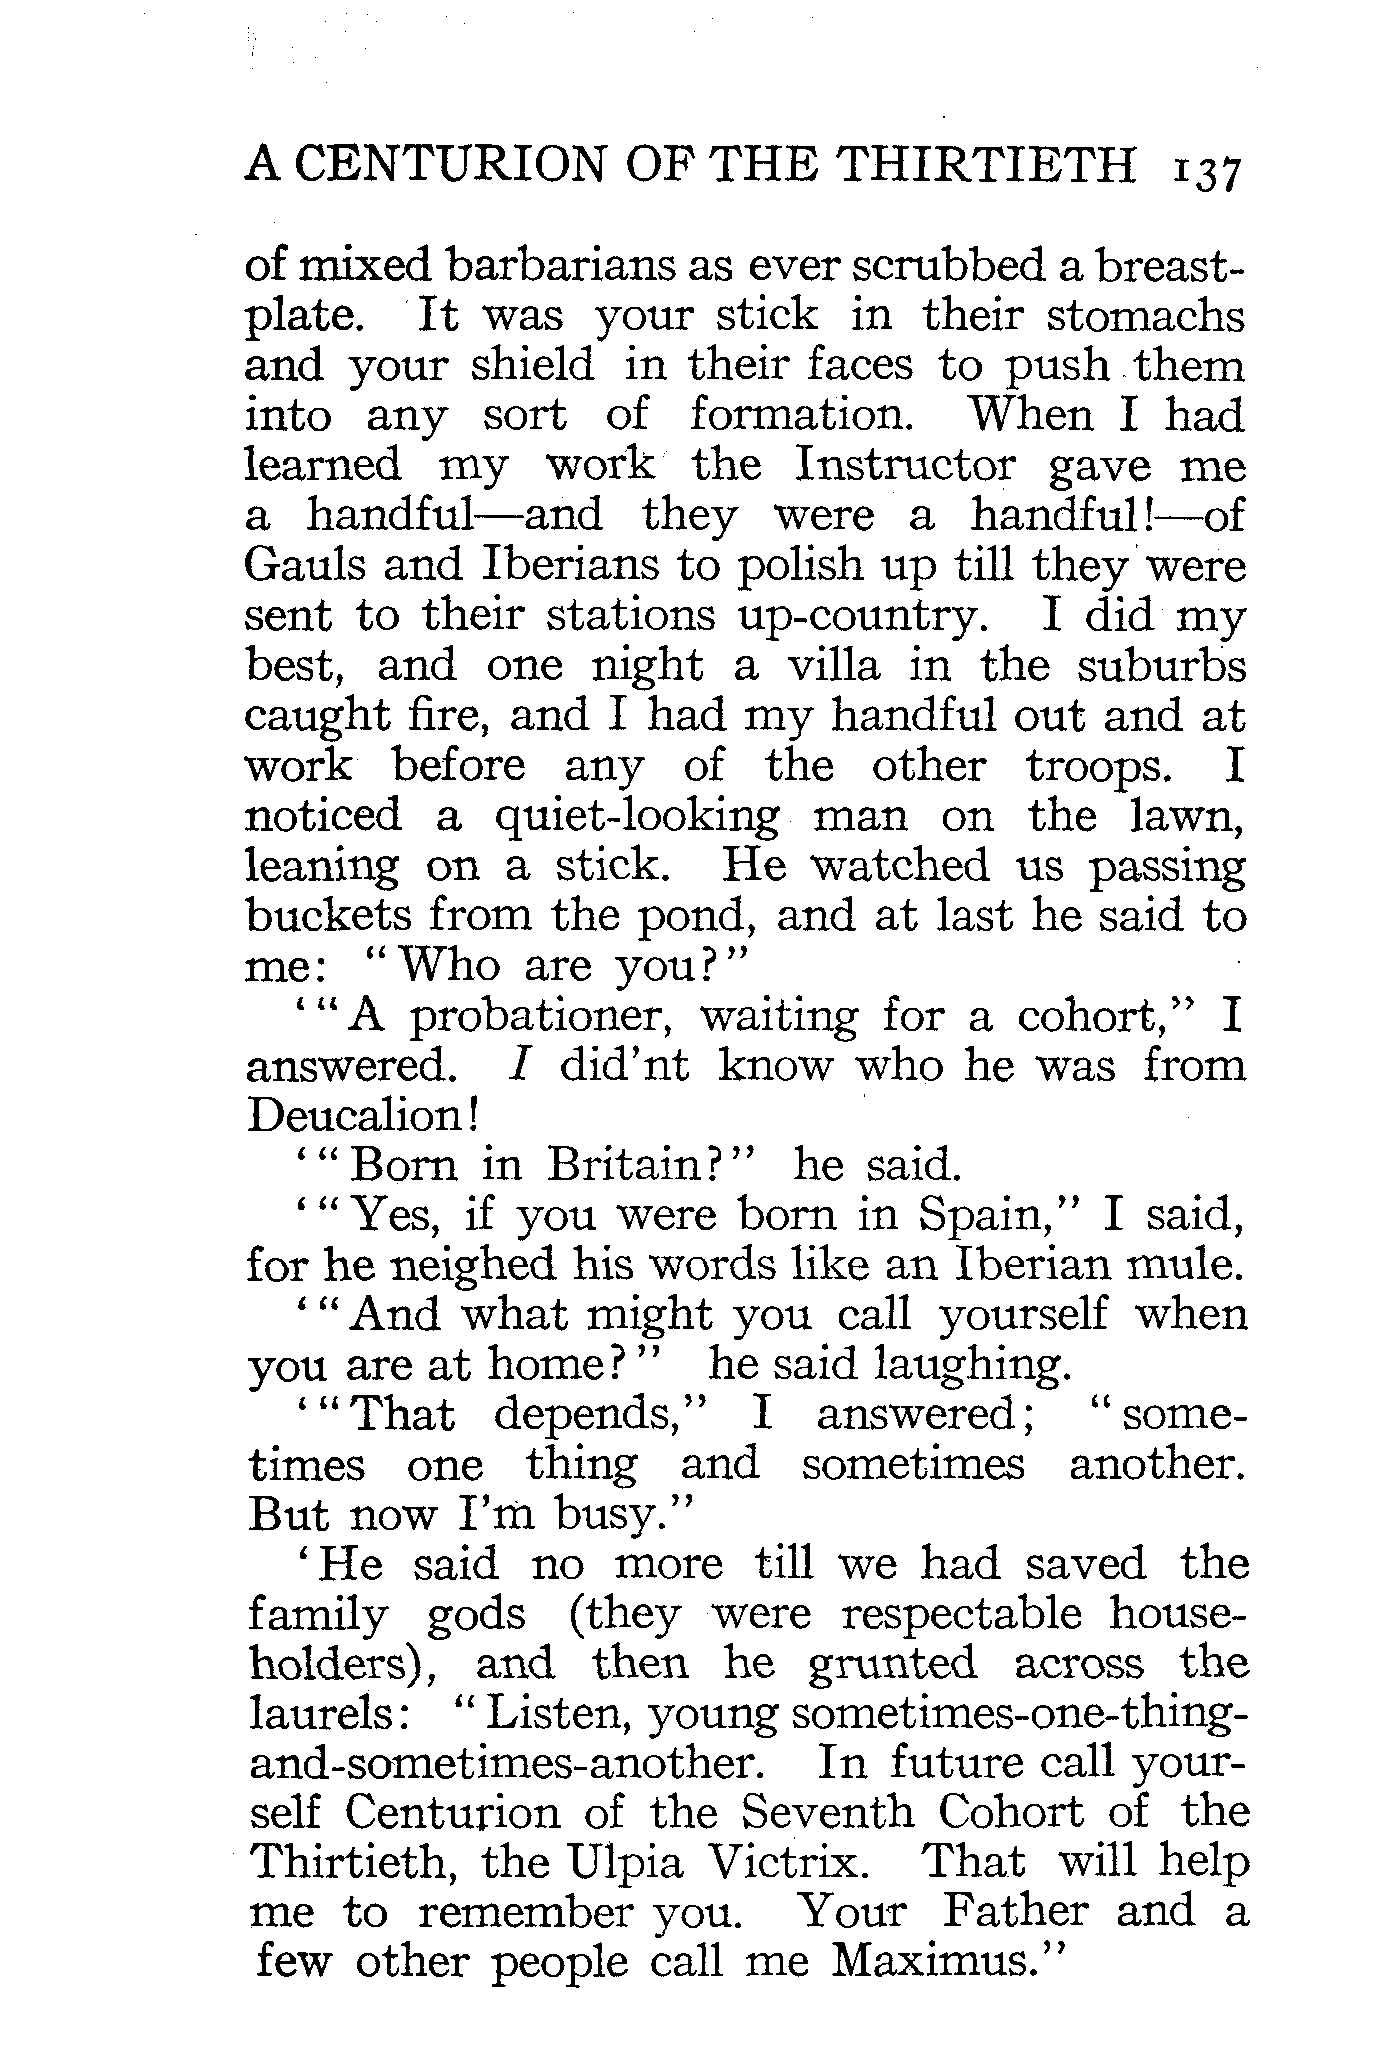 A CENTURION OF THE THIRTIETH 137
of mixed barbarians as ever scrubbed a breast-
plate. It was your stick in their stomachs
and your shield in their faces to push them
into any sort of formation. When I had
learned my work the Instructor gave me
a handful—and they were a handful!—of
Gauls and Iberians to polish up till they were
sent to their stations up-country. I did my
best, and one night a villa in the suburbs
caught fire, and I had my handful out and at
work before any of the other troops. I
noticed a quiet-looking man on the lawn,
leaning on a stick. He watched us passing
buckets from the pond, and at last he said to
me: “Who are you?”
‘“A probationer, waiting for a cohort,” I
answered. I did'nt know who he was from
Deucalion!
‘“Born in Britain?” he said.
‘“Yes, if you were born in Spain,” I said,
for he neighed his words like an Iberian mule.
‘“And what might you call yourself when
you are at home?” he said laughing.
‘“That depends,” I answered; “some-
times one thing and sometimes another.
But now I'm busy.”
‘He said no more till we had saved the
family gods (they were respectable house-
holders), and then he grunted across the
laurels: “Listen, young sometimes-one-thing-
and-sometimes-another. In future call your-
self Centurion of the Seventh Cohort of the
Thirtieth, the Ulpia Victrix. That will help
me to remember you. Your Father and a
few other people call me Maximus.”